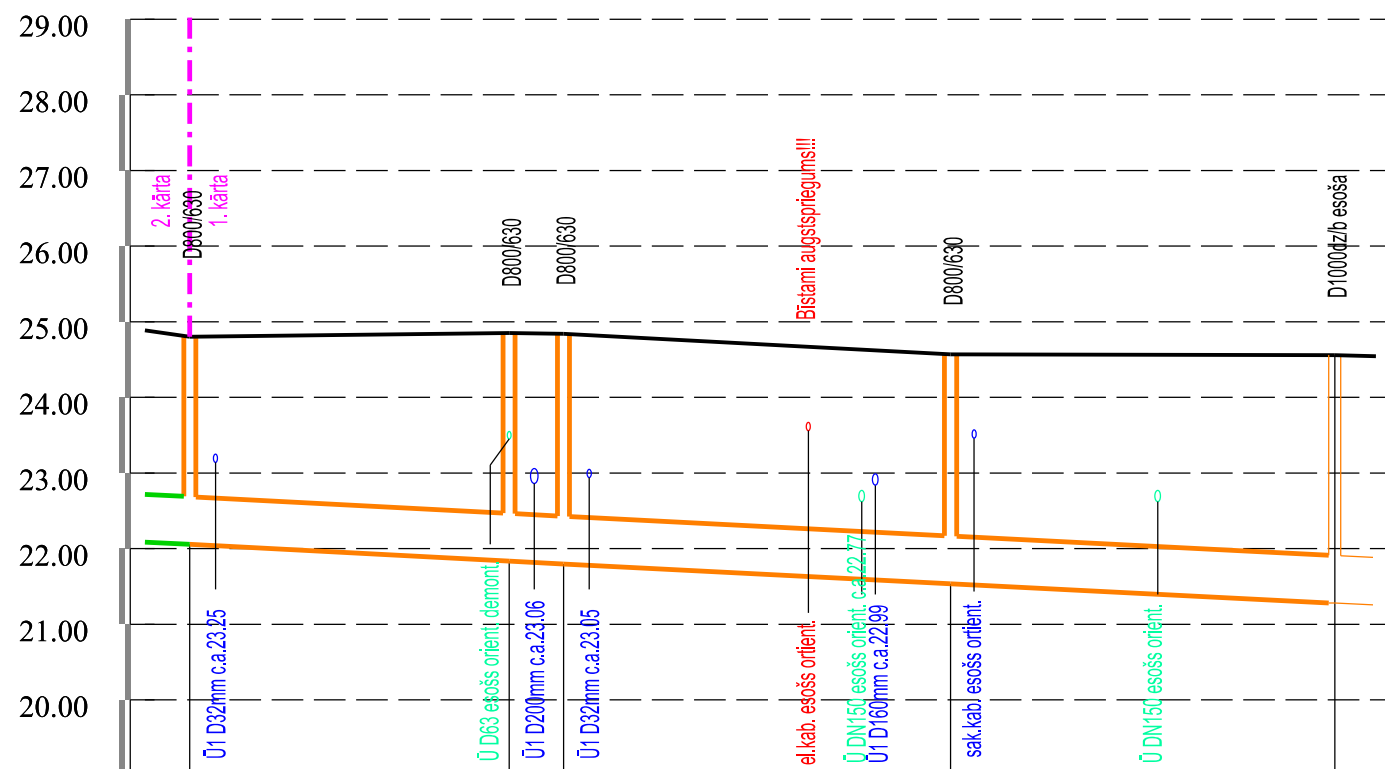 29.00
28.00
27.00
26.00
25.00
24.00
23.00
22.00
21.00
20.00
2. kārta
D800/630
1. kārta
D800/630
D800/630
Bīstami augstspriegums!!!
D800/630
D1000dz/b esoša
Ū1 D32mm c.a.23.25
Ū D63 esošs orient. demont.
Ū1 D200mm c.a.23.06
Ū1 D32mm c.a.23.05
el.kab. esošs ortient.
Ū DN150 esošs orient. c.a.22.77
Ū1 D160mm c.a.22.99
sak.kab. esošs ortient.
Ū DN150 esošs orient.